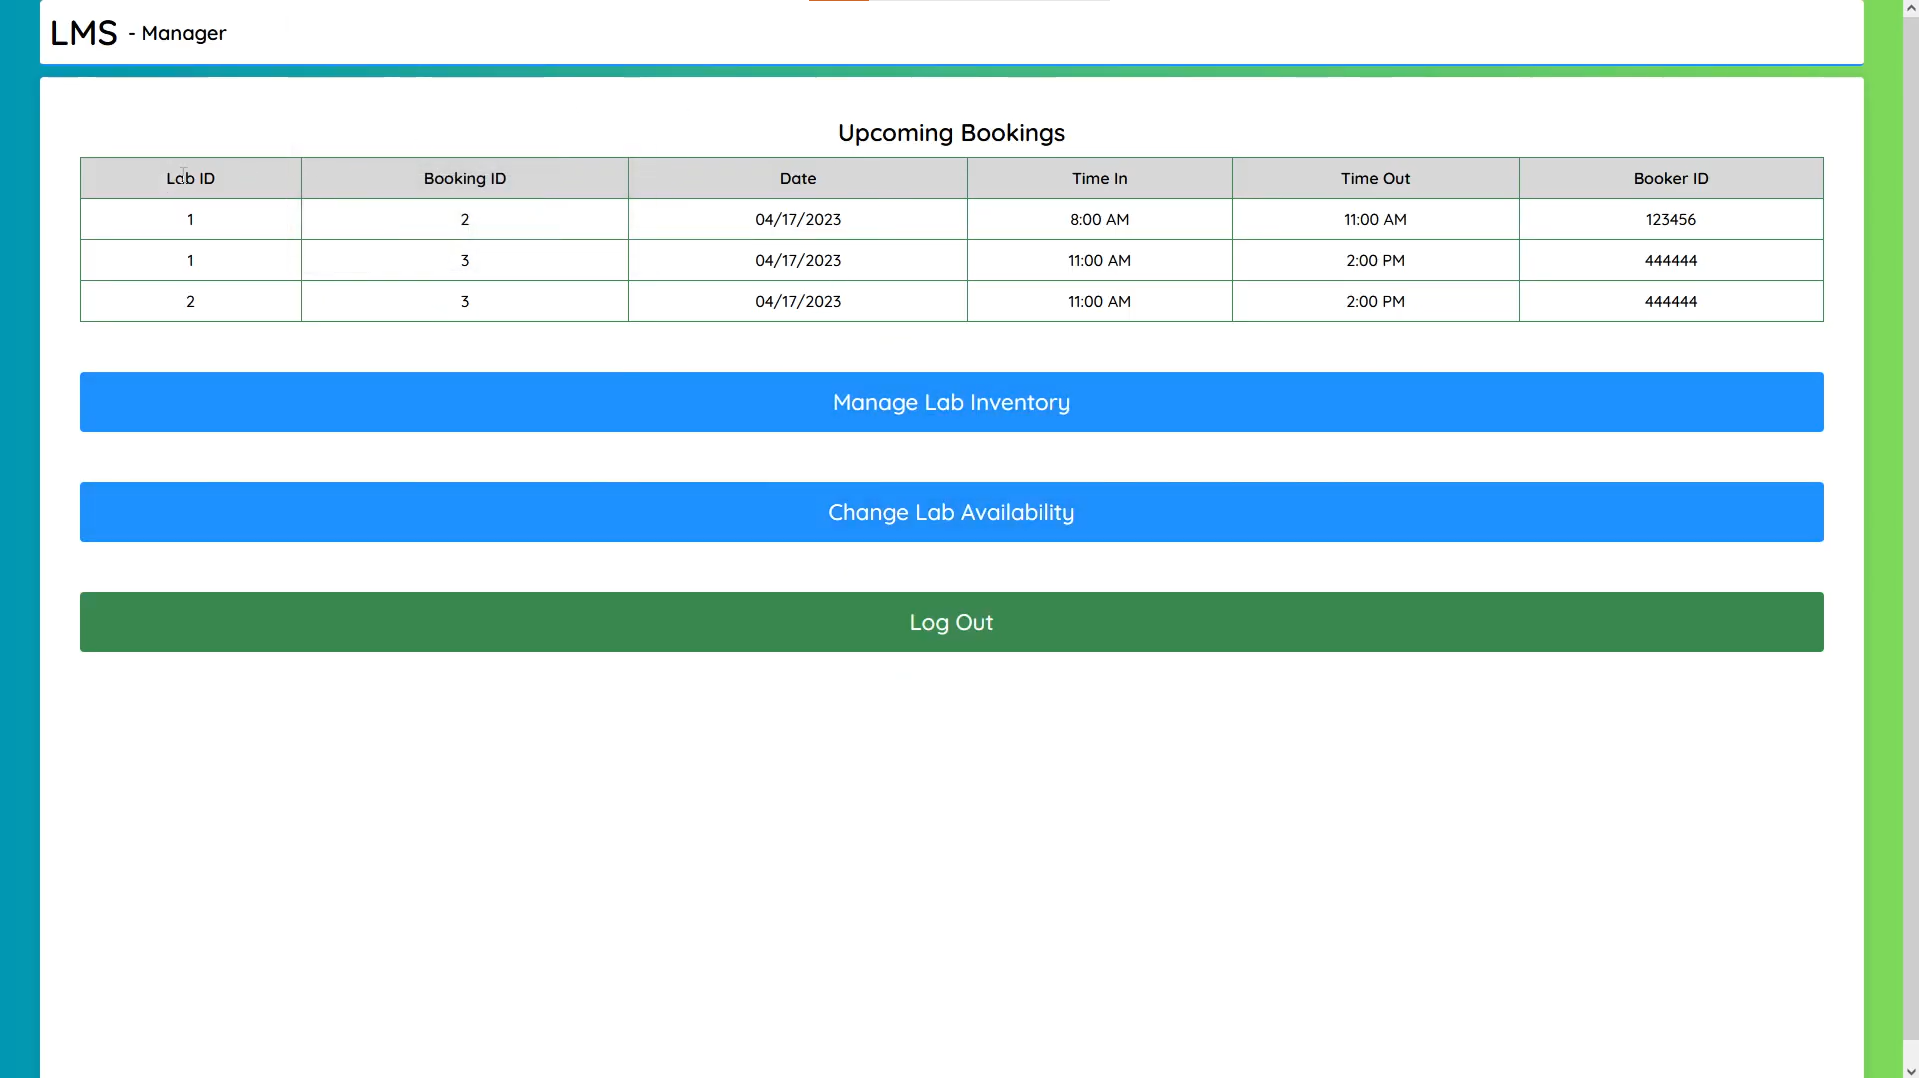 LMS - Manager
Upcoming Bookings
Lab ID Booking ID Date Time In Time Out Booker ID
1 2 04/17/2023 8:00 AM 11:00 AM 123456
1 3 04/17/2023 11:00 AM 2:00 PM 444444
2 3 04/17/2023 11:00 AM 2:00 PM 444444
Manage Lab Inventory
Change Lab Availability
Log Out